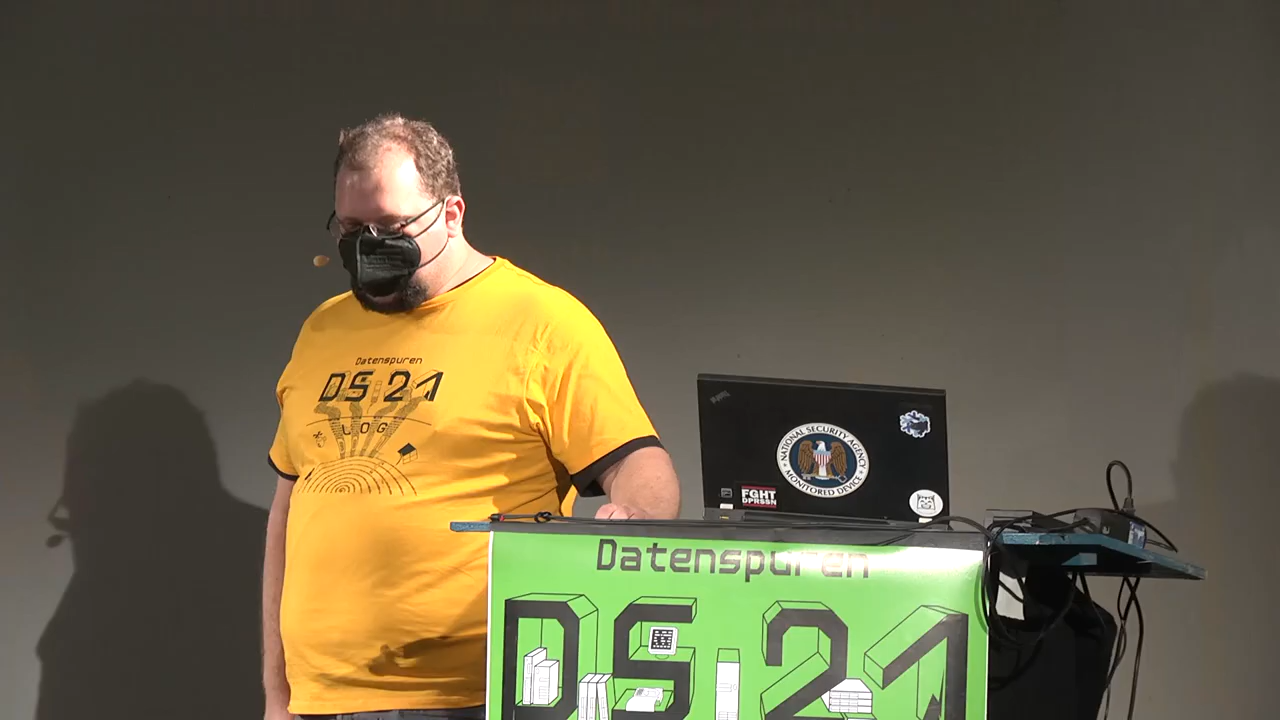 Datenspuren
DS 21
LOG
NATIONAL SECURITY AGENCY
MONITORED DEVICE
FGHT
DPRSSN
Datenspuren
DS 21